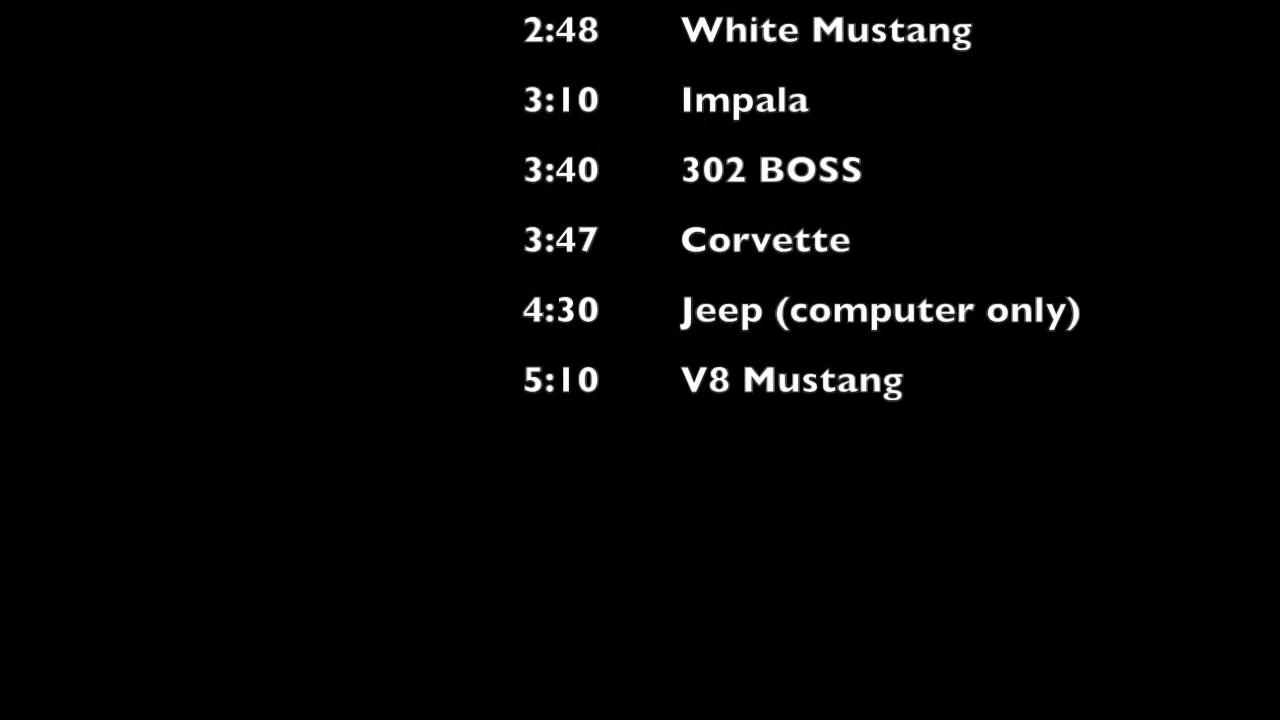 2:48 White Mustang
3:10 Impala
3:40 302 BOSS
3:47 Corvette
4:30 Jeep (computer only)
5:10 V8 Mustang